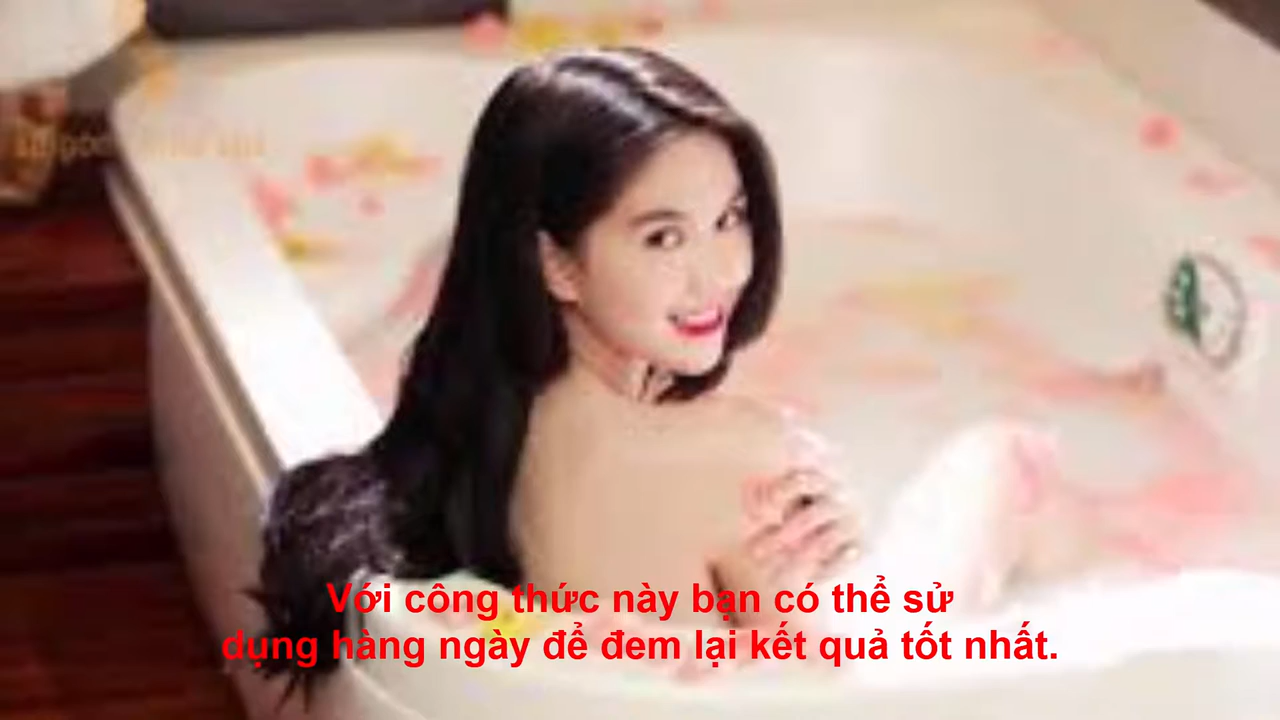 Với công thức này bạn có thể sử
dụng hàng ngày để đem lại kết quả tốt nhất.